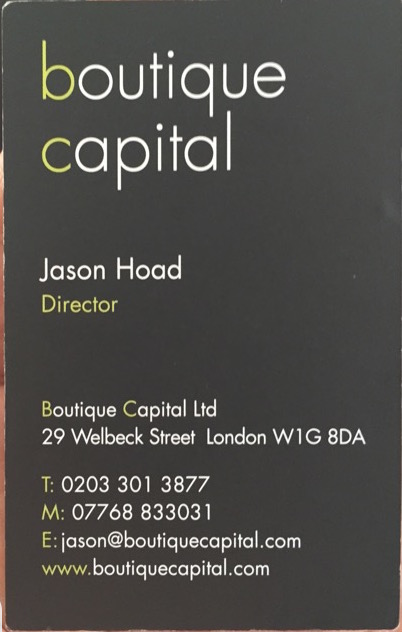 boutique
capital
Jason Hoad
Director
Boutique Capital Ltd
29 Welbeck Street London W1G 8DA
T: 0203 301 3877
M: 07768 833031
E: jason@boutiquecapital.com
www.boutiquecapital.com